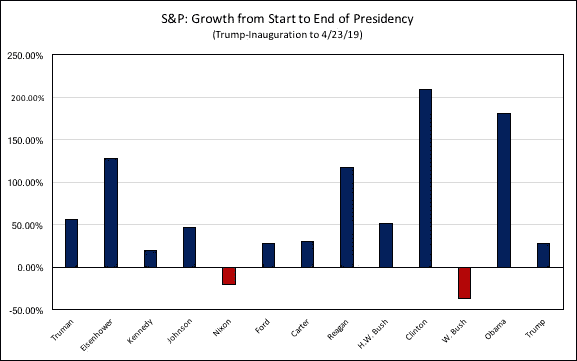 S&P: Growth from Start to End of Presidency
(Trump-Inauguration to 4/23/19)
250.00%
200.00%
150.00%
100.00%
50.00%
0.00%
-50.00%
Truman
Eisenhower
Kennedy
Johnson
Nixon
Ford
Carter
Reagan
H.W. Bush
Clinton
W. Bush
Obama
Trump